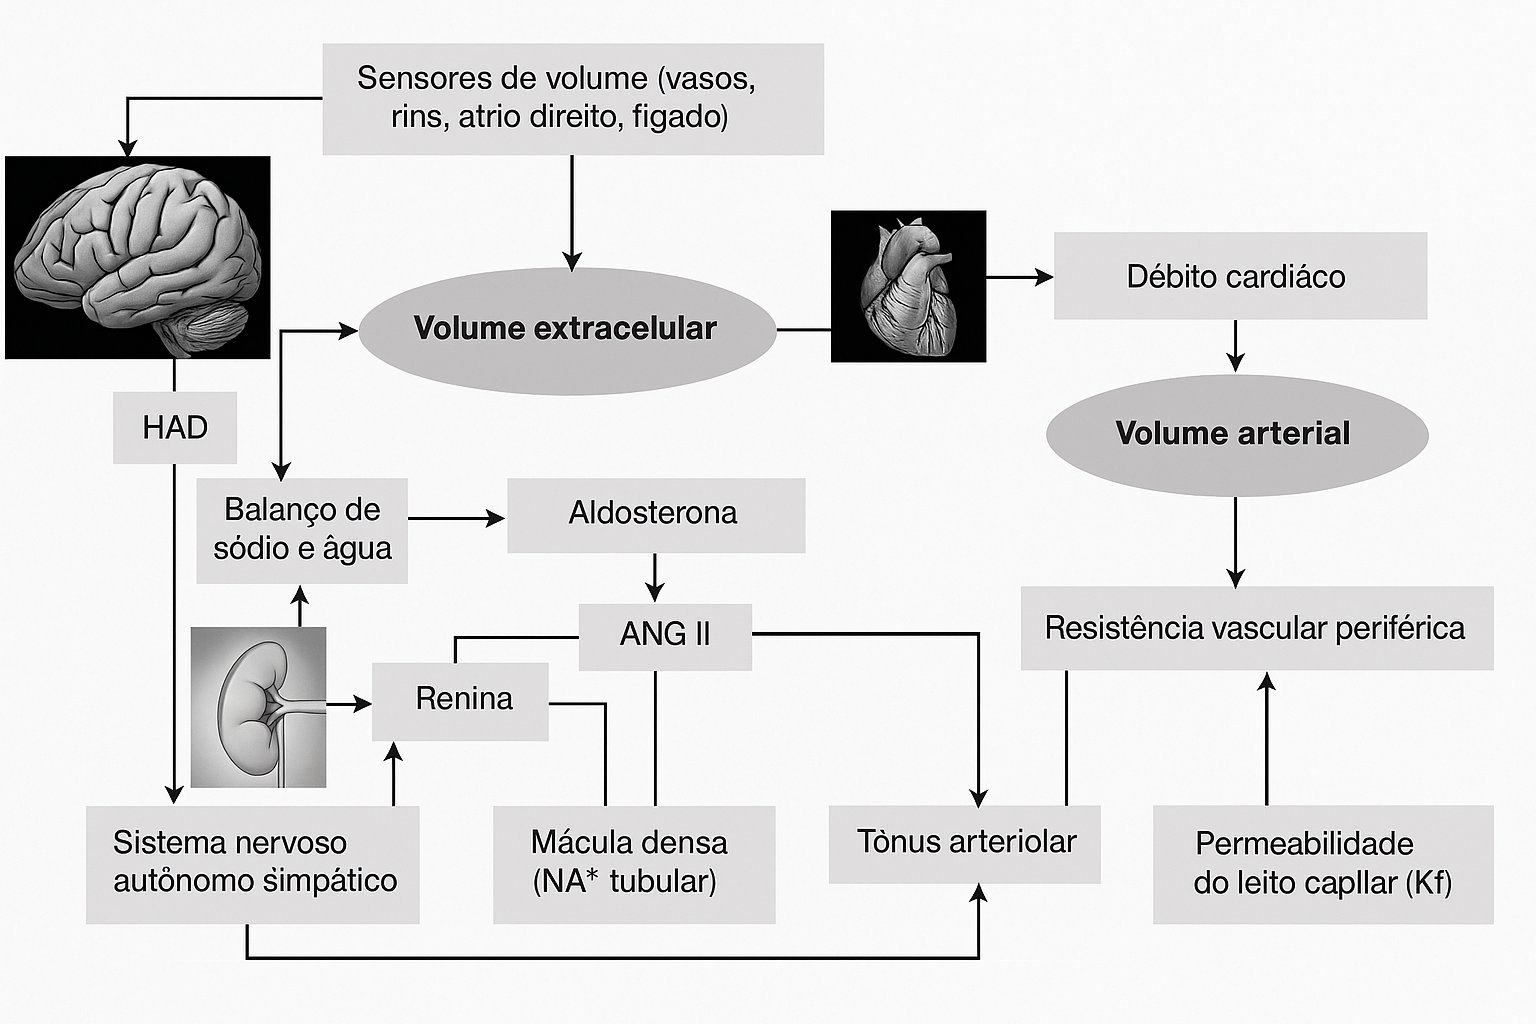 Sensores de volume (vasos,
rins, atrio direito, figado)
Débito cardiáco
Volume extracelular
HAD
Volume arterial
Balanço de
sódio e âgua
Aldosterona
ANG II
Resistência vascular periférica
Renina
Sistema nervoso
autônomo simpático
Mácula densa
(NA* tubular)
Tònus arteriolar
Permeabilidade
do leito capllar (Kf)